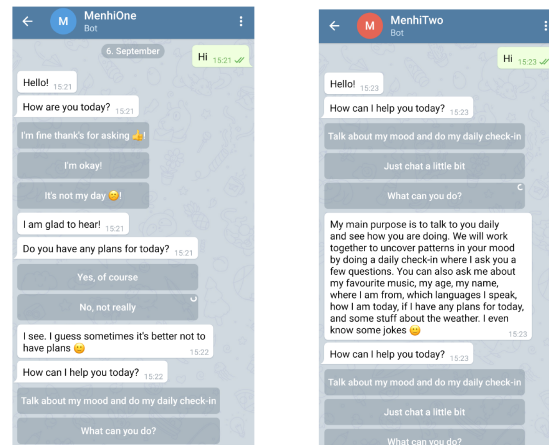 M
MenhiOne
Bot
6. September
Hi 15:21
Hello! 15:21
How are you today? 15:21
I'm fine thank's for asking 👍!
I'm okay!
It's not my day 😕!
I am glad to hear! 15:21
Do you have any plans for today? 15:21
Yes, of course
No, not really
I see. I guess sometimes it's better not to
have plans 😀 15:22
How can I help you today? 15:22
Talk about my mood and do my daily check-in
What can you do?
M
MenhiTwo
Bot
Hi 15:23
Hello! 15:23
How can I help you today? 15:23
Talk about my mood and do my daily check-in
Just chat a little bit
What can you do?
My main purpose is to talk to you daily
and see how you are doing. We will work
together to uncover patterns in your mood
by doing a daily check-in where I ask you a
few questions. You can also ask me about
my favourite music, my age, my name,
where I am from, which languages I speak,
how I am today, if I have any plans for today,
and some stuff about the weather. I even
know some jokes 😀 15:23
How can I help you today? 15:23
Talk about my mood and do my daily check-in
Just chat a little bit
What can you do?